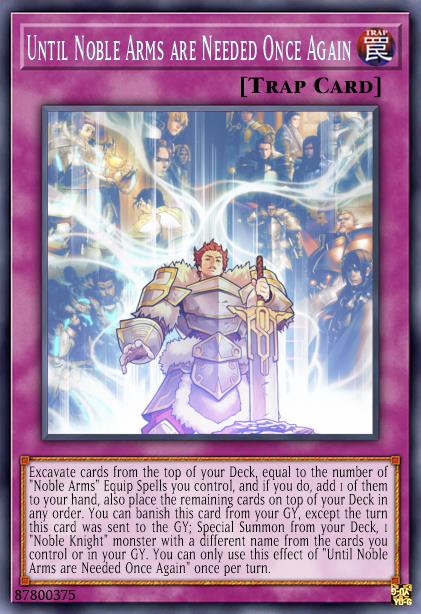 Until Noble Arms are Needed Once Again
TRAP
罠
[Trap Card]
Excavate cards from the top of your Deck, equal to the number of
"Noble Arms" Equip Spells you control, and if you do, add 1 of them
to your hand, also place the remaining cards on top of your Deck in
any order. You can banish this card from your GY, except the turn
this card was sent to the GY; Special Summon from your Deck, 1
"Noble Knight" monster with a different name from the cards you
control or in your GY. You can only use this effect of "Until Noble
Arms are Needed Once Again" once per turn.
87800375